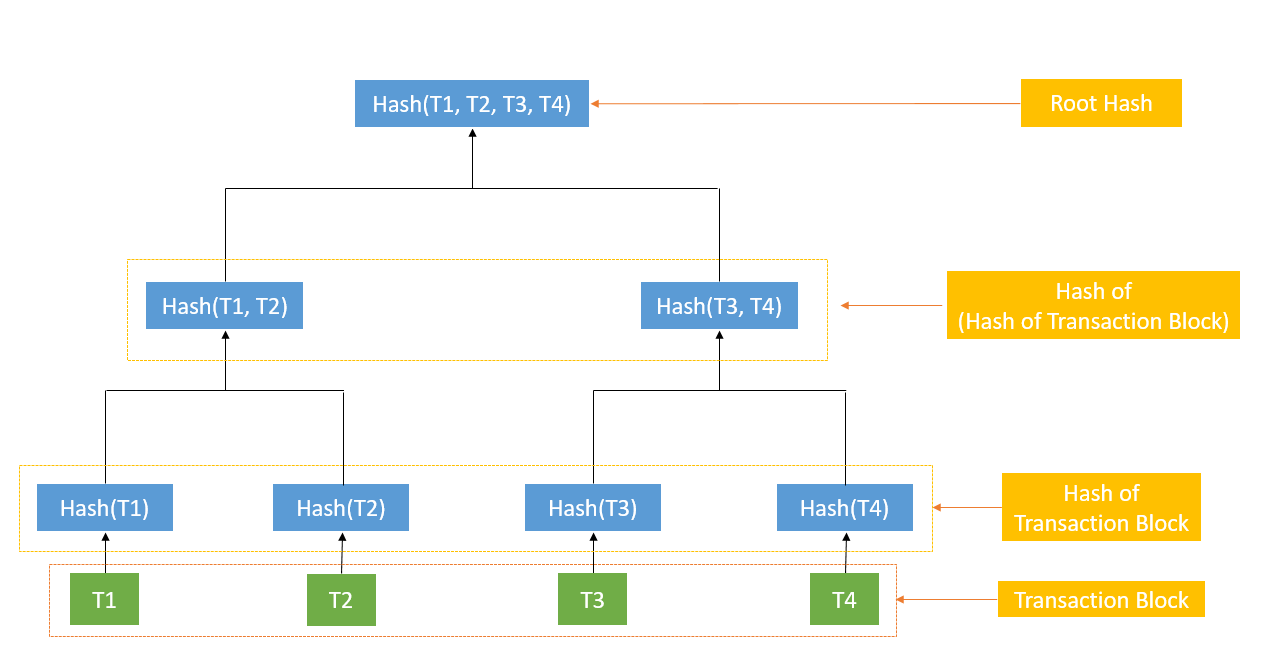 Hash(T1, T2, T3, T4)
Root Hash
Hash(T1, T2)
Hash(T3, T4)
Hash of
(Hash of Transaction Block)
Hash(T1)
Hash(T2)
Hash(T3)
Hash(T4)
Hash of
Transaction Block
T1
T2
T3
T4
Transaction Block